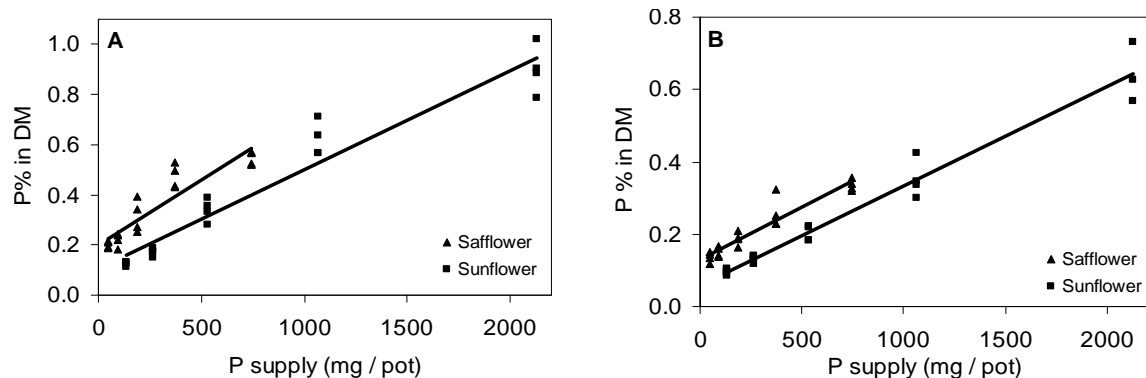 A
1.0
0.8
0.6
0.4
0.2
0.0
P% in DM
0 500 1000 1500 2000
P supply (mg / pot)
Safflower
Sunflower
B
0.8
0.6
0.4
0.2
0.0
P % in DM
0 500 1000 1500 2000
P supply (mg / pot)
Safflower
Sunflower